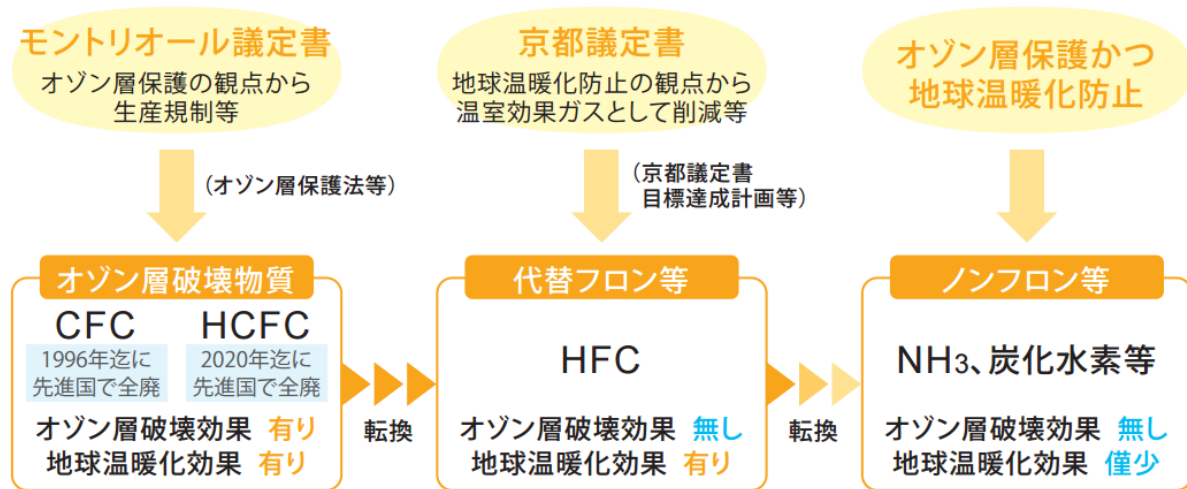 モントリオール議定書
オゾン層保護の観点から
生産規制等
京都議定書
地球温暖化防止の観点から
温室効果ガスとして削減等
オゾン層保護かつ
地球温暖化防止
(オゾン層保護法等)
(京都議定書
目標達成計画等)
オゾン層破壊物質
CFC
1996年迄に
先進国で全廃
HCFC
2020年迄に
先進国で全廃
オゾン層破壊効果 有り
地球温暖化効果 有り
転換
代替フロン等
HFC
オゾン層破壊効果 無し
地球温暖化効果 有り
転換
ノンフロン等
NH3、炭化水素等
オゾン層破壊効果 無し
地球温暖化効果 僅少